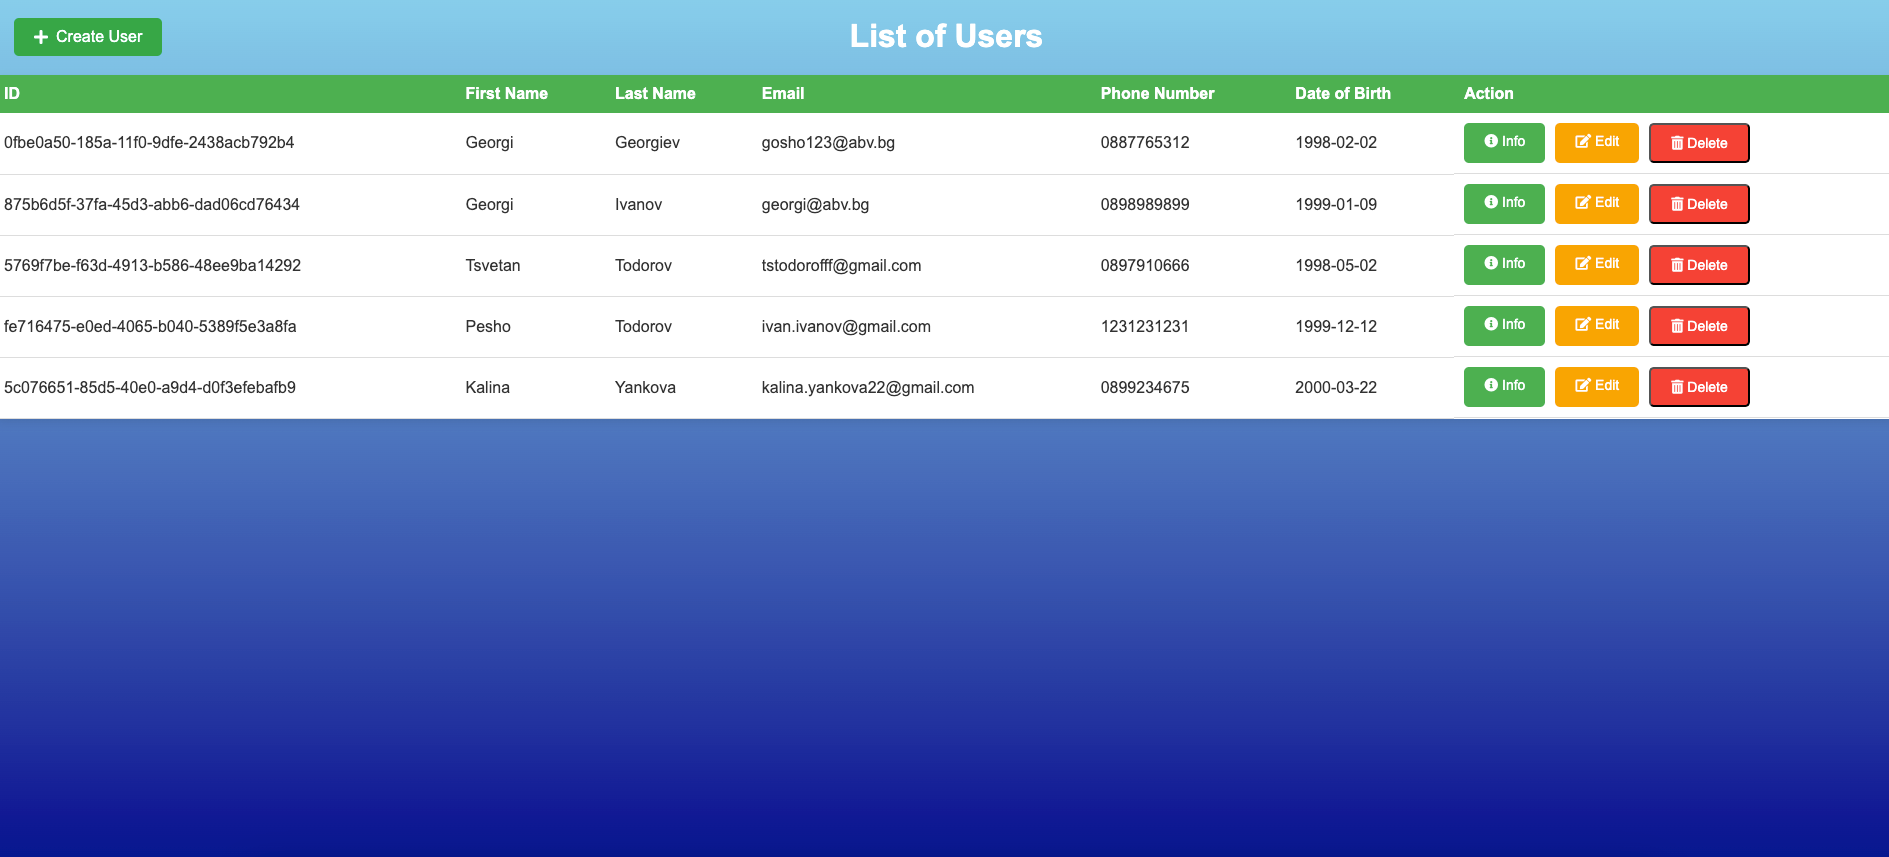 Create User
List of Users
ID First Name Last Name Email Phone Number Date of Birth Action
0fbe0a50-185a-11f0-9dfe-2438acb792b4 Georgi Georgiev gosho123@abv.bg 0887765312 1998-02-02 Info Edit Delete
875b6d5f-37fa-45d3-abb6-dad06cd76434 Georgi Ivanov georgi@abv.bg 0898989899 1999-01-09 Info Edit Delete
5769f7be-f63d-4913-b586-48ee9ba14292 Tsvetan Todorov tstodorofff@gmail.com 0897910666 1998-05-02 Info Edit Delete
fe716475-e0ed-4065-b040-5389f5e3a8fa Pesho Todorov ivan.ivanov@gmail.com 1231231231 1999-12-12 Info Edit Delete
5c076651-85d5-40e0-a9d4-d0f3efebafb9 Kalina Yankova kalina.yankova22@gmail.com 0899234675 2000-03-22 Info Edit Delete